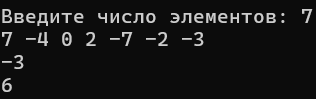 Введите число элементов: 7
7 -4 0 2 -7 -2 -3
-3
6